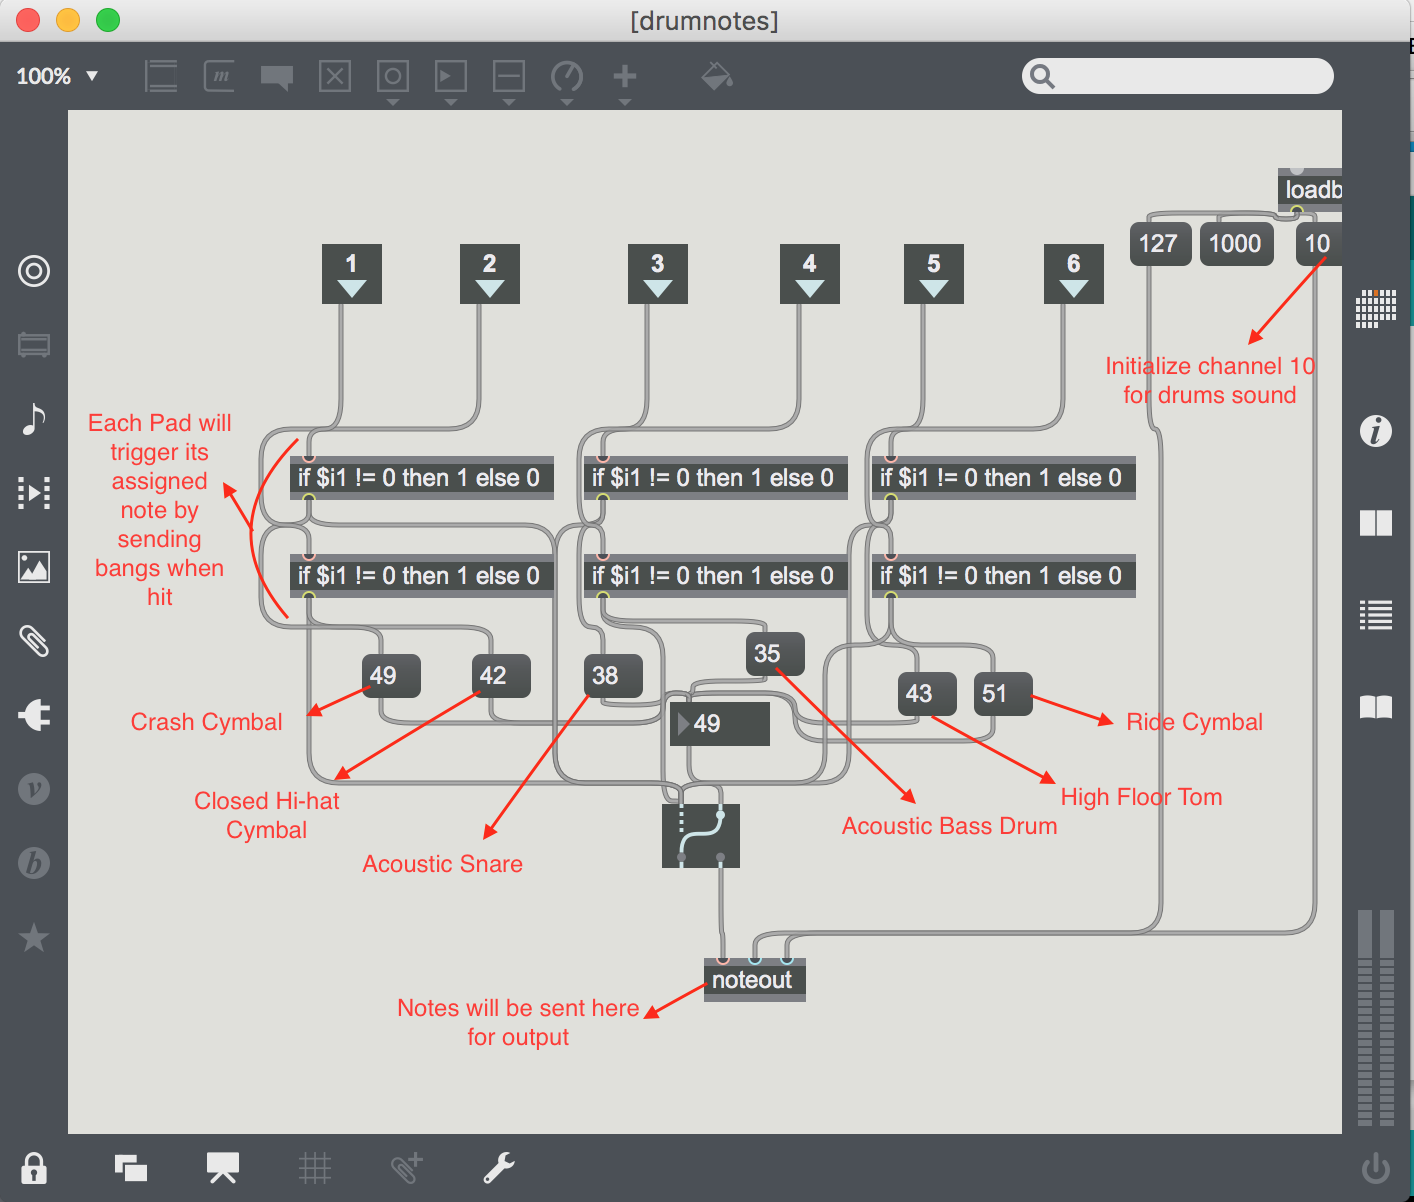 [drumnotes]
100%
m
loadb
127
1000
10
1
2
3
4
5
6
Initialize channel 10
for drums sound
Each Pad will
trigger its
assigned
note by
sending
bangs when
hit
if $i1 != 0 then 1 else 0
if $i1 != 0 then 1 else 0
if $i1 != 0 then 1 else 0
if $i1 != 0 then 1 else 0
if $i1 != 0 then 1 else 0
if $i1 != 0 then 1 else 0
49
42
38
35
43
51
49
Crash Cymbal
Ride Cymbal
Closed Hi-hat
Cymbal
High Floor Tom
Acoustic Bass Drum
Acoustic Snare
noteout
Notes will be sent here
for output
i
v
b